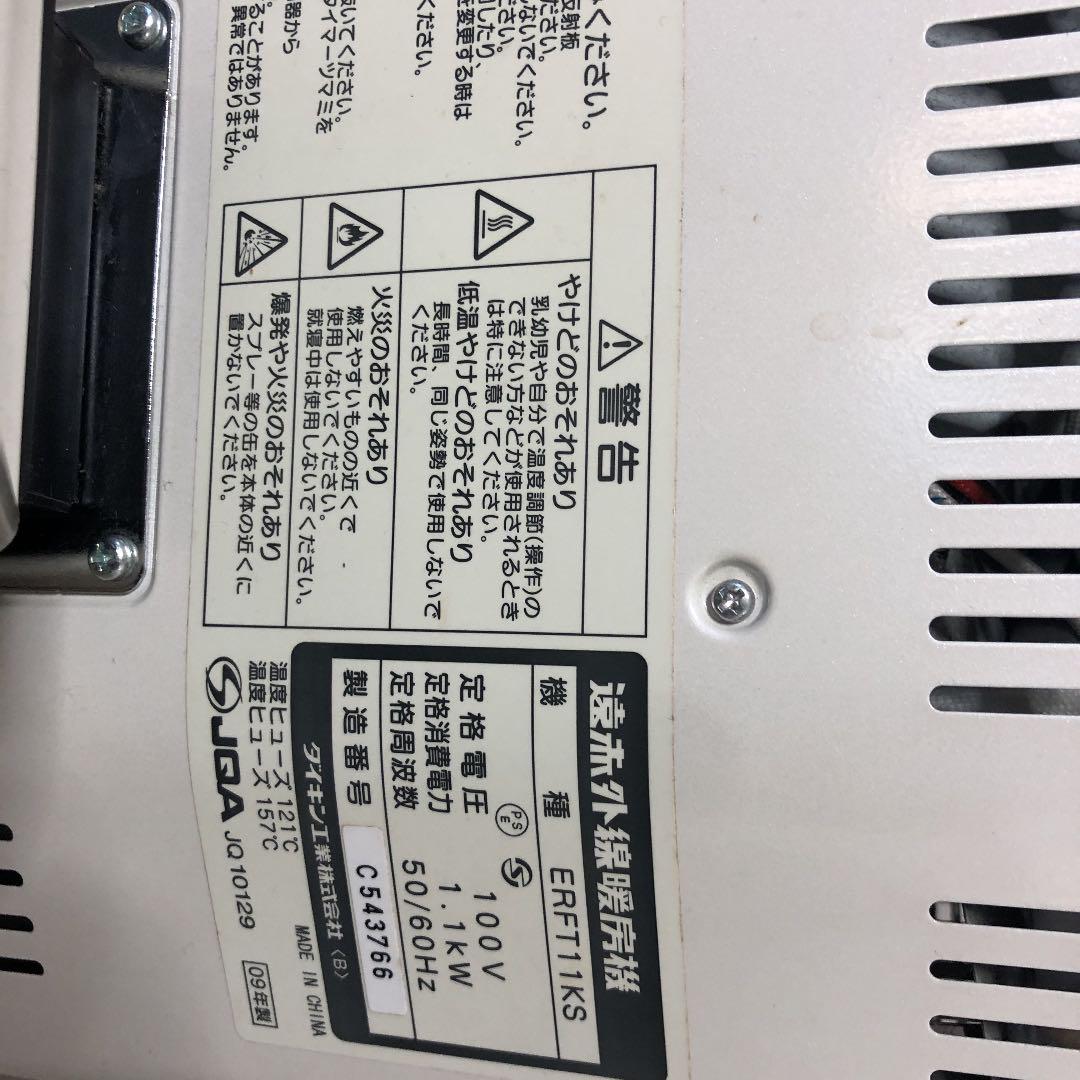 ください。
反射板
ださい。
しないでください。
ださい。
したり、
を変更する時は
ください。
抜いてください。
タイマーツマミを
器から
ることがあります。
異常ではありません。
警告
やけどのおそれあり
乳幼児や自分で温度調節(操作)の
できない方などが使用されるとき
は特に注意してください。
低温やけどのおそれあり
長時間、同じ姿勢で使用しないで
ください。
火災のおそれあり
燃えやすいものの近くで
使用しないでください。
就寝中は使用しないでください。
爆発や火災のおそれあり
スプレー等の缶を本体の近くに
置かないでください。
遠赤外線暖房機
機種 ERFT11KS
PS
E
定格電圧 100V
定格消費電力 1.1kW
定格周波数 50/60Hz
製造番号 C543766
ダイキン工業株式会社〈B〉
MADE IN CHINA
温度ヒューズ 121℃
温度ヒューズ 157℃
JQA JQ10129
09年製